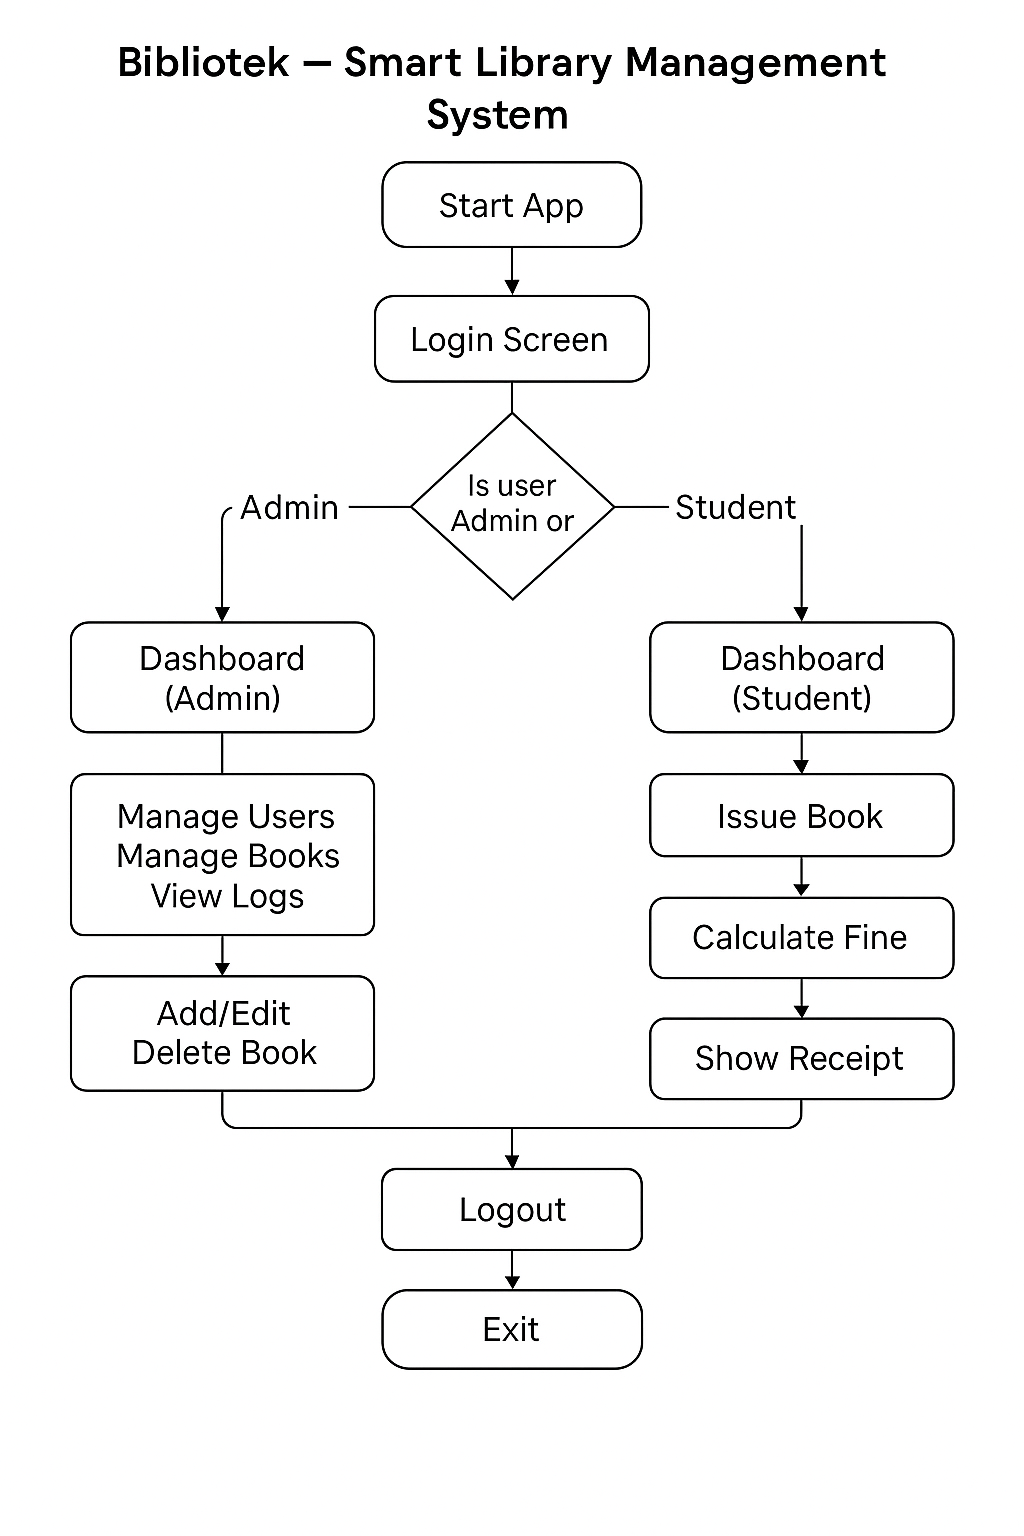 Bibliotek — Smart Library Management
System
Start App
Login Screen
Is user
Admin or
Admin
Student
Dashboard
(Admin)
Manage Users
Manage Books
View Logs
Add/Edit
Delete Book
Dashboard
(Student)
Issue Book
Calculate Fine
Show Receipt
Logout
Exit